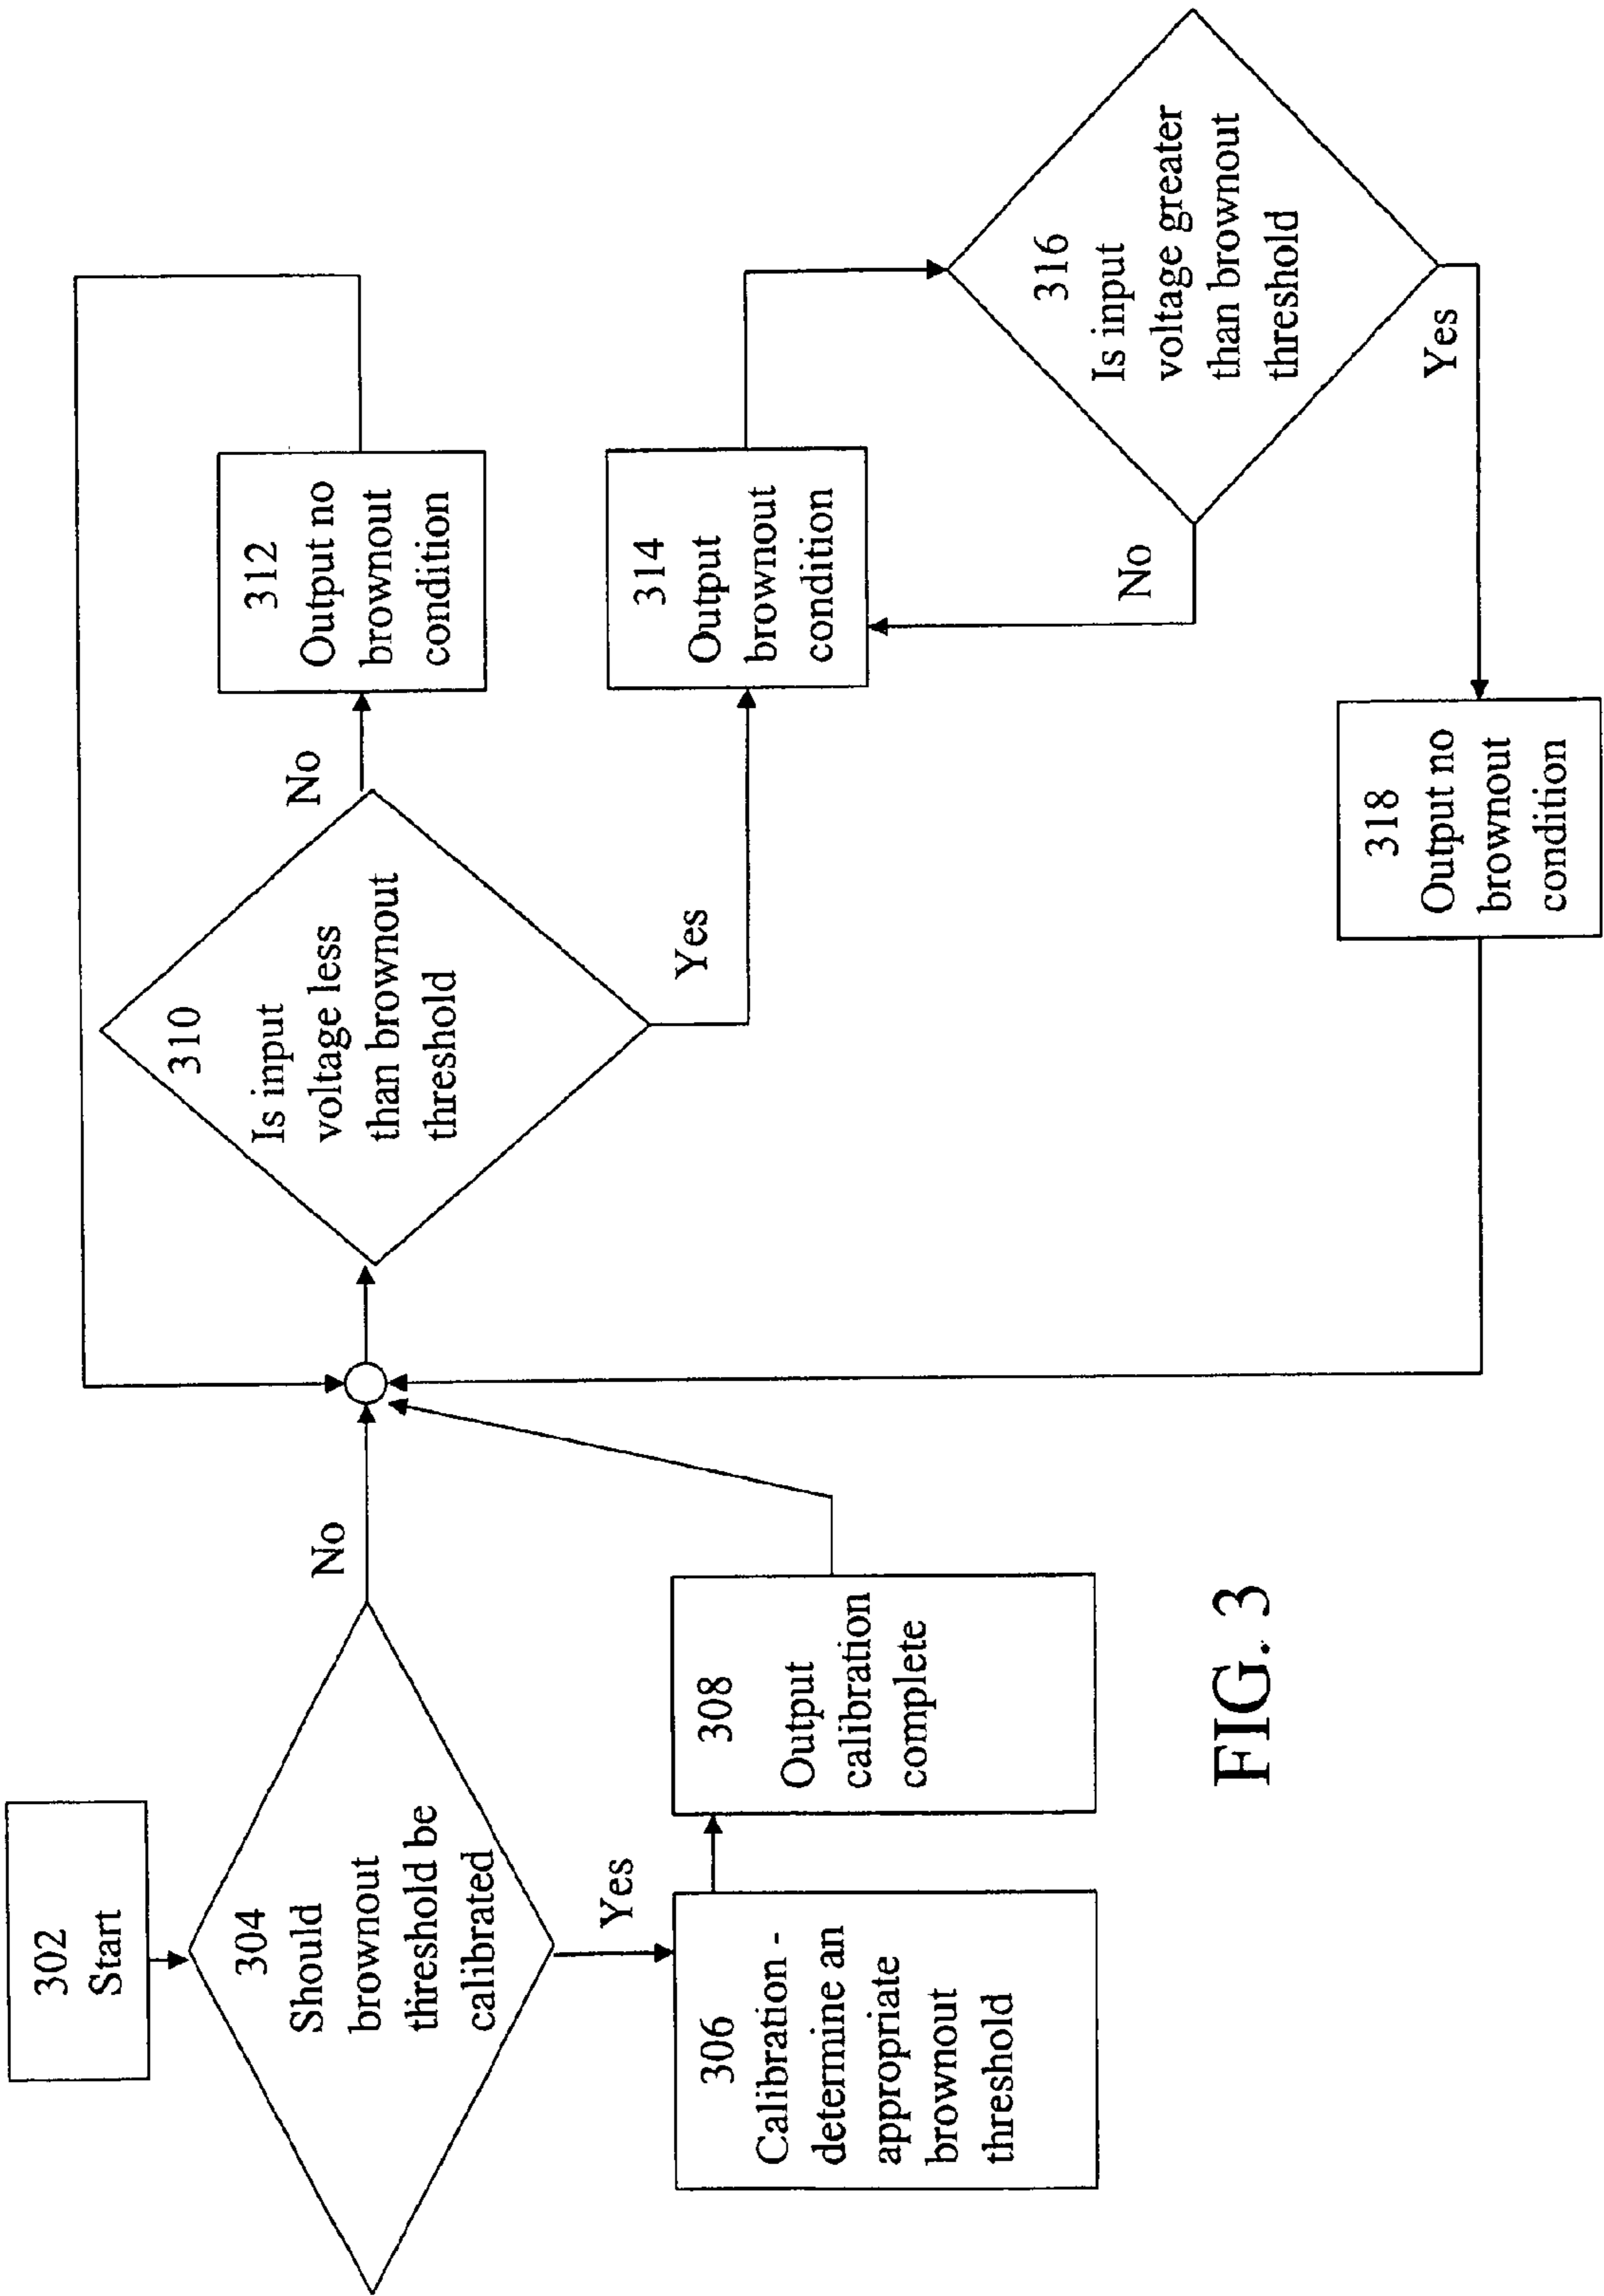 302
Start
304
Should
brownout
threshold be
calibrated
No
Yes
306
Calibration -
determine an
appropriate
brownout
threshold
308
Output
calibration
complete
310
Is input
voltage less
than brownout
threshold
No
Yes
312
Output no
brownout
condition
314
Output
brownout
condition
316
Is input
voltage greater
than brownout
threshold
No
Yes
318
Output no
brownout
condition
FIG. 3